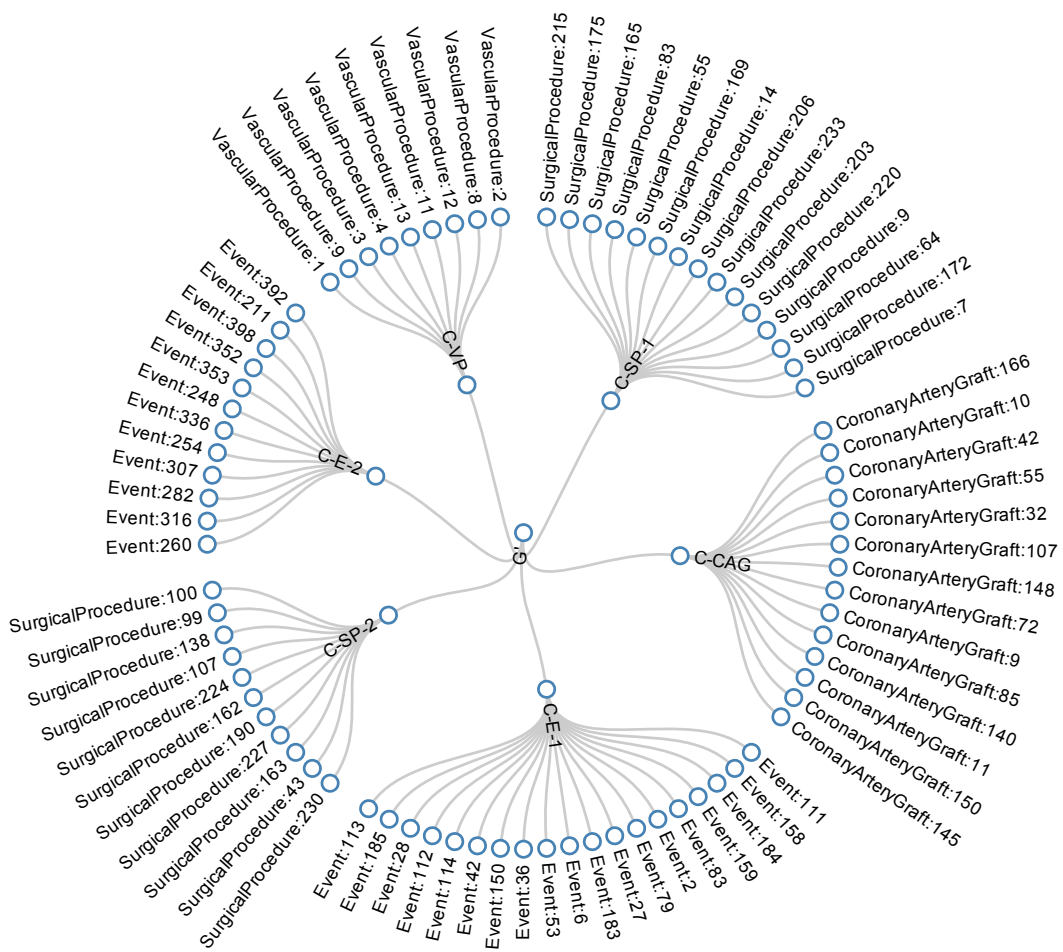 G-
C-SP-1
SurgicalProcedure:215
SurgicalProcedure:175
SurgicalProcedure:165
SurgicalProcedure:83
SurgicalProcedure:55
SurgicalProcedure:169
SurgicalProcedure:14
SurgicalProcedure:206
SurgicalProcedure:233
SurgicalProcedure:203
SurgicalProcedure:220
SurgicalProcedure:9
SurgicalProcedure:64
SurgicalProcedure:172
SurgicalProcedure:7
C-CAG
CoronaryArteryGraft:166
CoronaryArteryGraft:10
CoronaryArteryGraft:42
CoronaryArteryGraft:55
CoronaryArteryGraft:32
CoronaryArteryGraft:107
CoronaryArteryGraft:148
CoronaryArteryGraft:72
CoronaryArteryGraft:9
CoronaryArteryGraft:85
CoronaryArteryGraft:140
CoronaryArteryGraft:11
CoronaryArteryGraft:150
CoronaryArteryGraft:145
C-E-1
Event:111
Event:158
Event:184
Event:159
Event:83
Event:2
Event:79
Event:27
Event:183
Event:6
Event:53
Event:36
Event:150
Event:42
Event:114
Event:112
Event:28
Event:185
Event:113
C-SP-2
SurgicalProcedure:230
SurgicalProcedure:43
SurgicalProcedure:163
SurgicalProcedure:227
SurgicalProcedure:190
SurgicalProcedure:162
SurgicalProcedure:224
SurgicalProcedure:107
SurgicalProcedure:138
SurgicalProcedure:99
SurgicalProcedure:100
C-E-2
Event:260
Event:316
Event:282
Event:307
Event:254
Event:336
Event:248
Event:353
Event:352
Event:398
Event:211
Event:392
C-VP
VascularProcedure:1
VascularProcedure:9
VascularProcedure:3
VascularProcedure:4
VascularProcedure:13
VascularProcedure:11
VascularProcedure:12
VascularProcedure:8
VascularProcedure:2